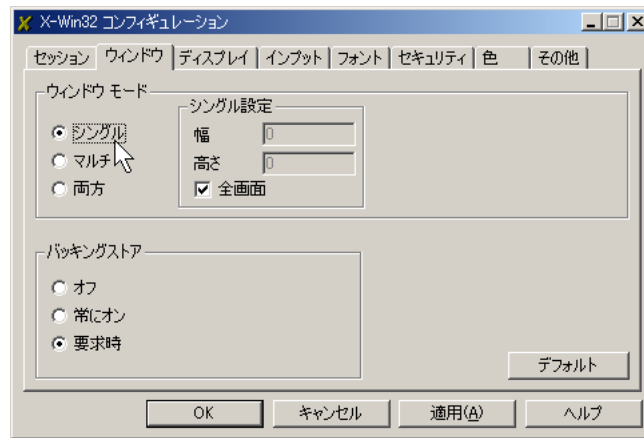 X-Win32 コンフィギュレーション
セッション ウィンドウ ディスプレイ インプット フォント セキュリティ 色 その他
ウィンドウ モード
シングル
マルチ
両方
シングル設定
幅 0
高さ 0
全画面
バッキングストア
オフ
常にオン
要求時
デフォルト
OK キャンセル 適用(A) ヘルプ